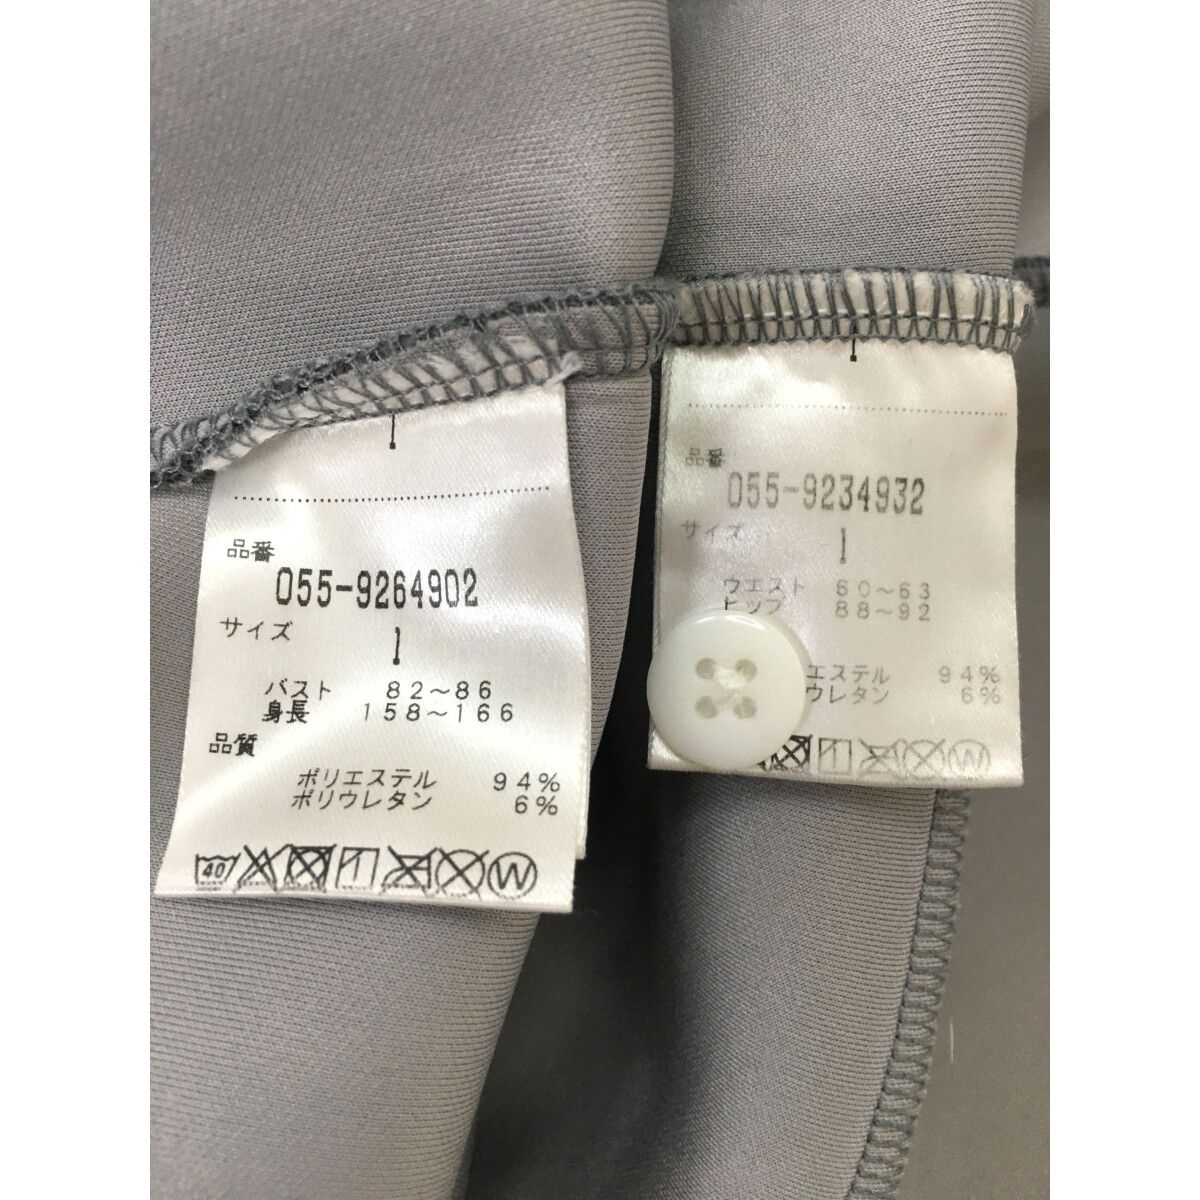 品番
055-9264902
サイズ
1
バスト 82〜86
身長 158〜166
品質
ポリエステル 94%
ポリウレタン 6%
40 W
品番
055-9234932
サイズ
1
ウエスト 60〜63
ヒップ 88〜92
エステル 94%
ウレタン 6%
W